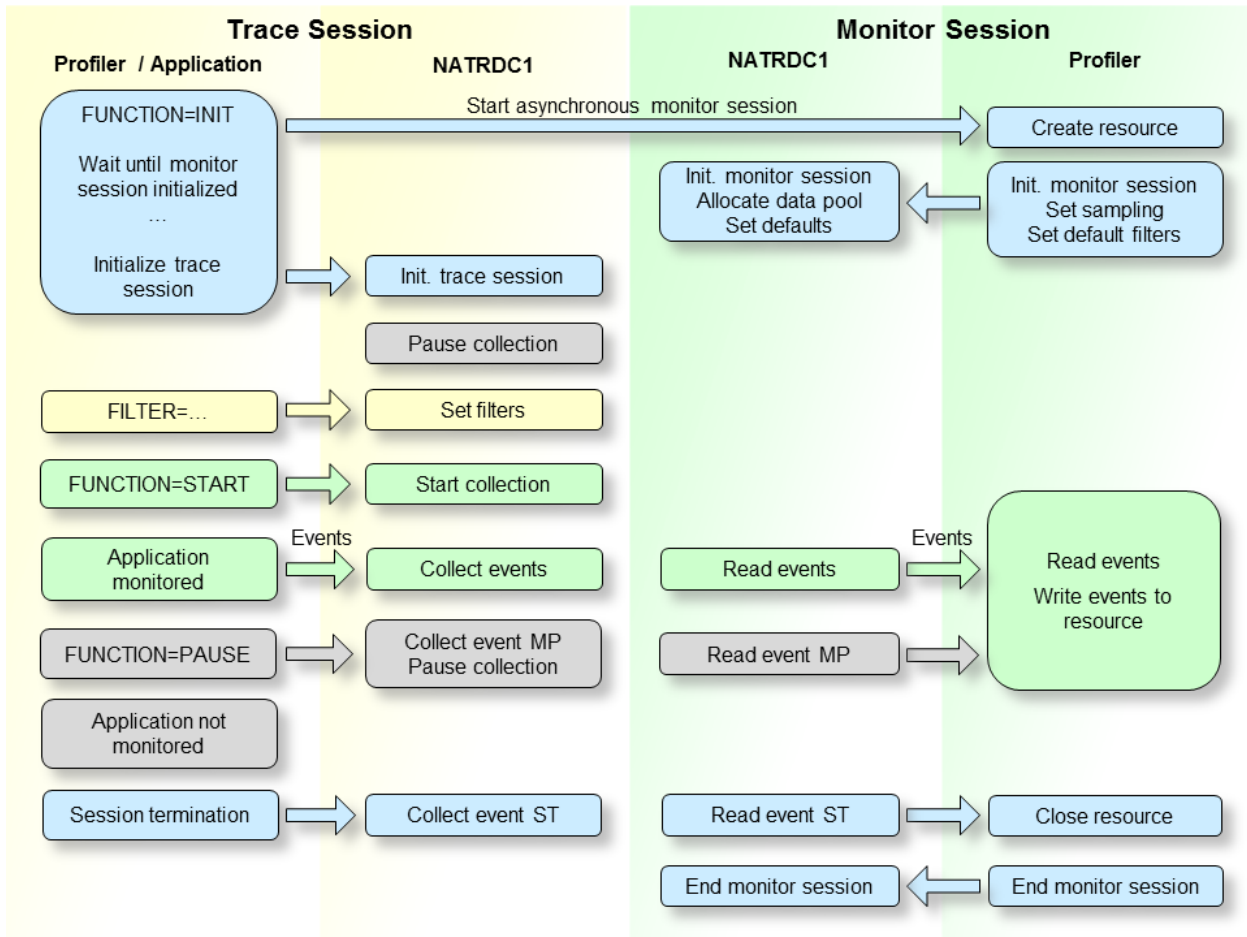 Trace Session
Monitor Session
Profiler / Application
NATRDC1
NATRDC1
Profiler
FUNCTION=INIT
Wait until monitor
session initialized
…
Initialize trace
session
Start asynchronous monitor session
Create resource
Init. monitor session
Allocate data pool
Set defaults
Init. monitor session
Set sampling
Set default filters
Init. trace session
Pause collection
FILTER=…
Set filters
FUNCTION=START
Start collection
Application
monitored
Events
Collect events
Read events
Events
Read events
Write events to
resource
FUNCTION=PAUSE
Collect event MP
Pause collection
Read event MP
Application not
monitored
Session termination
Collect event ST
Read event ST
Close resource
End monitor session
End monitor session